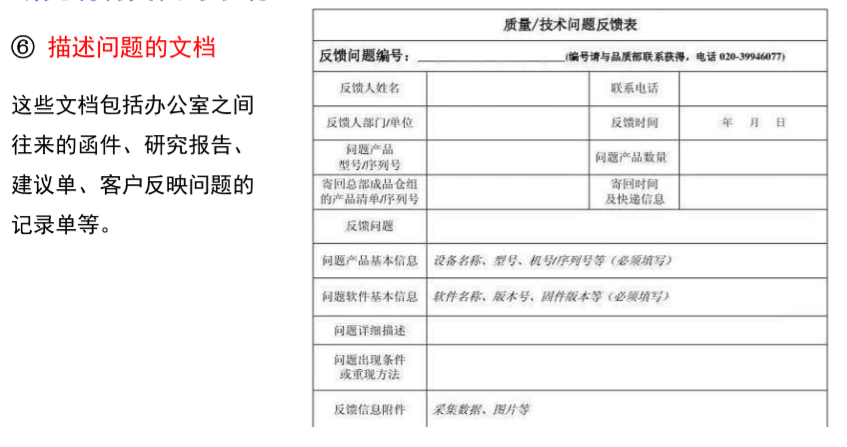 ⑥ 描述问题的文档
这些文档包括办公室之间
往来的函件、研究报告、
建议单、客户反映问题的
记录单等。
质量/技术问题反馈表
反馈问题编号：____________________(编号请与品质部联系获得，电话 020-39946077)
反馈人姓名 联系电话
反馈人部门/单位 反馈时间 年 月 日
问题产品
型号/序列号 问题产品数量
寄回总部成品仓组
的产品清单/序列号
寄回时间
及快递信息
反馈问题
问题产品基本信息 设备名称、型号、机号/序列号等（必须填写）
问题软件基本信息 软件名称、版本号、固件版本等（必须填写）
问题详细描述
问题出现条件
或重现方法
反馈信息附件 采集数据、图片等